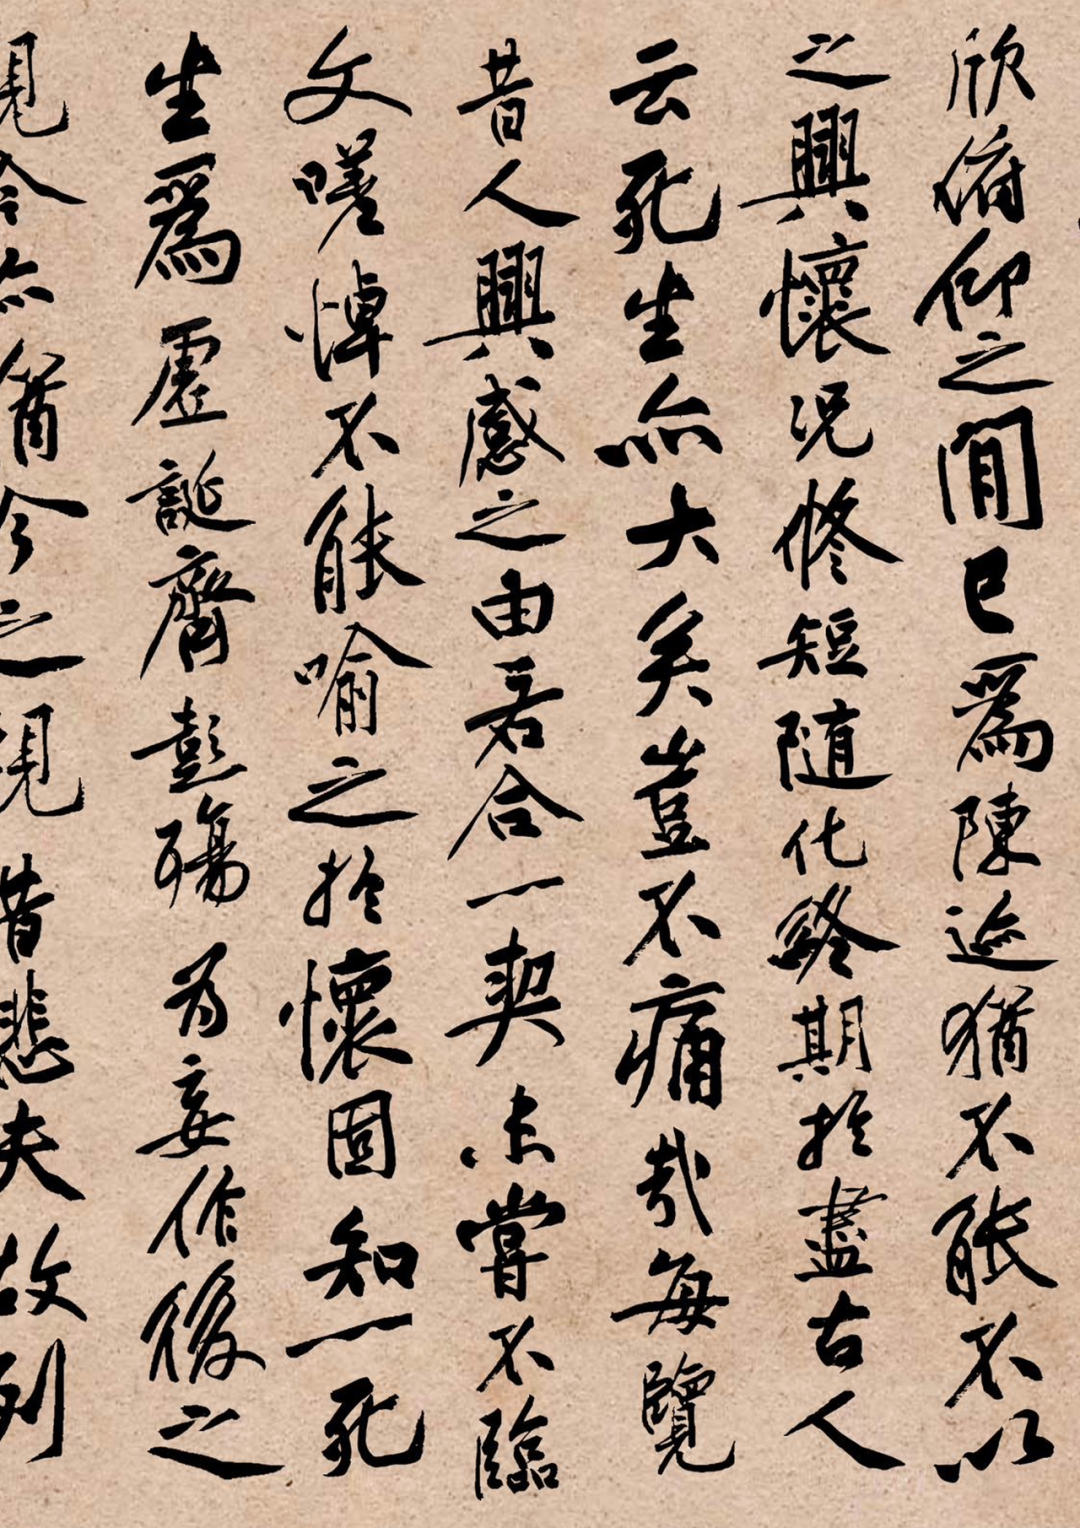 欣俯仰之間已爲陳迹猶不能不以
之興懷况脩短隨化終期於盡古人
云死生亦大矣豈不痛哉每覽
昔人興感之由若合一契未嘗不臨
文嗟悼不能喻之於懷固知一死
生爲虛誕齊彭殤為妄作後之
視今亦猶今之視昔悲夫故列